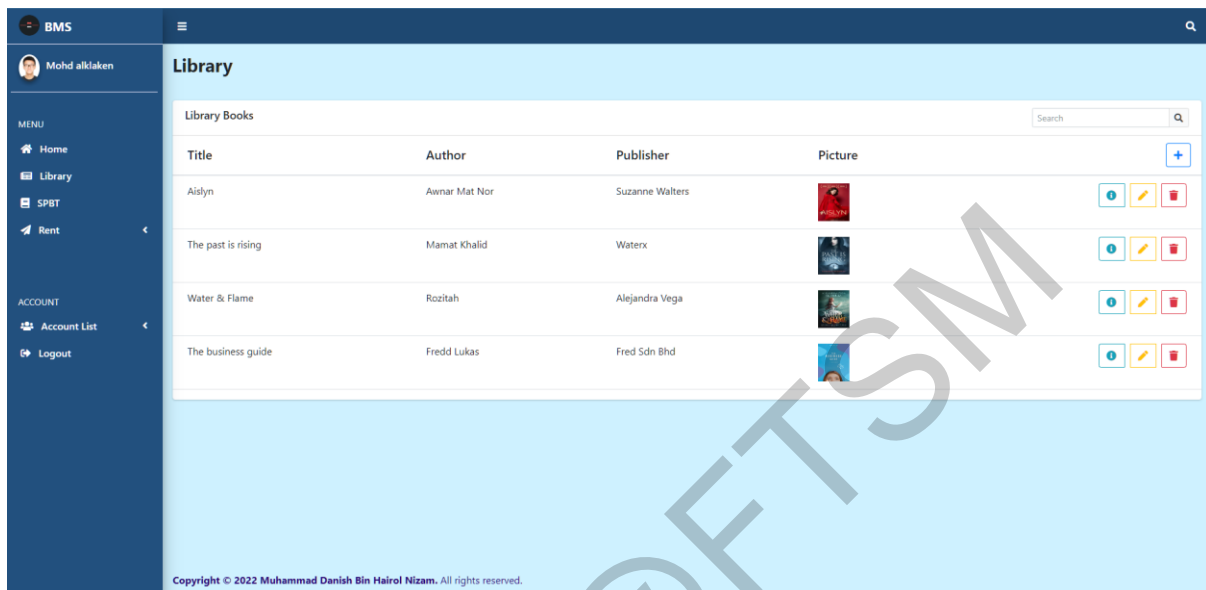 BMS
Mohd alklaken
MENU
Home
Library
SPBT
Rent
ACCOUNT
Account List
Logout
Library
Library Books
Search
Title Author Publisher Picture
Aislyn Awnar Mat Nor Suzanne Walters
AISLYN
The past is rising Mamat Khalid Waterx
Water & Flame Rozitah Alejandra Vega
The business guide Fredd Lukas Fred Sdn Bhd
Copyright © 2022 Muhammad Danish Bin Hairol Nizam. All rights reserved.
@FTSM